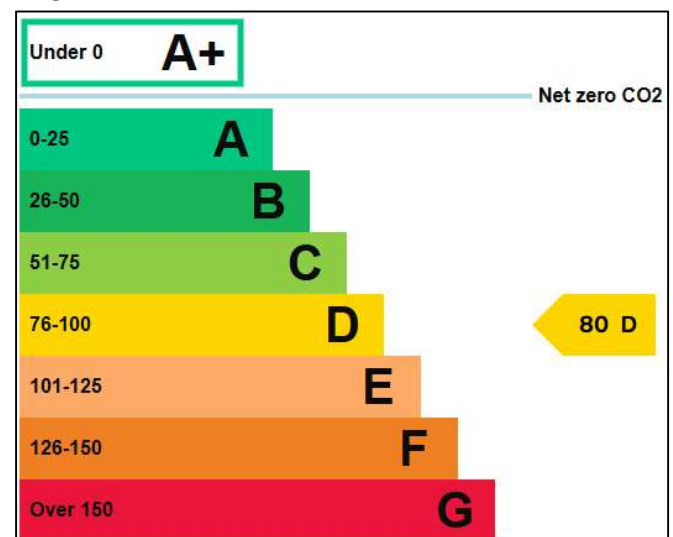 Under 0 A+
Net zero CO2
0-25 A
26-50 B
51-75 C
76-100 D 80 D
101-125 E
126-150 F
Over 150 G